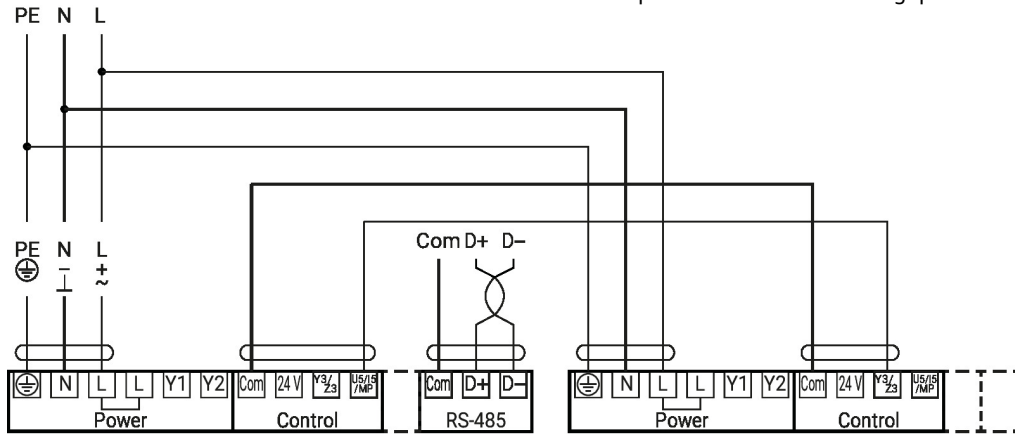 PE N L
Com D+ D–
PE N L
N L L Y1 Y2 Com 24 V Y3/Z3 U5/I5/MP Com D+ D– N L L Y1 Y2 Com 24 V Y3/Z3 U5/I5/MP
Power Control RS-485 Power Control